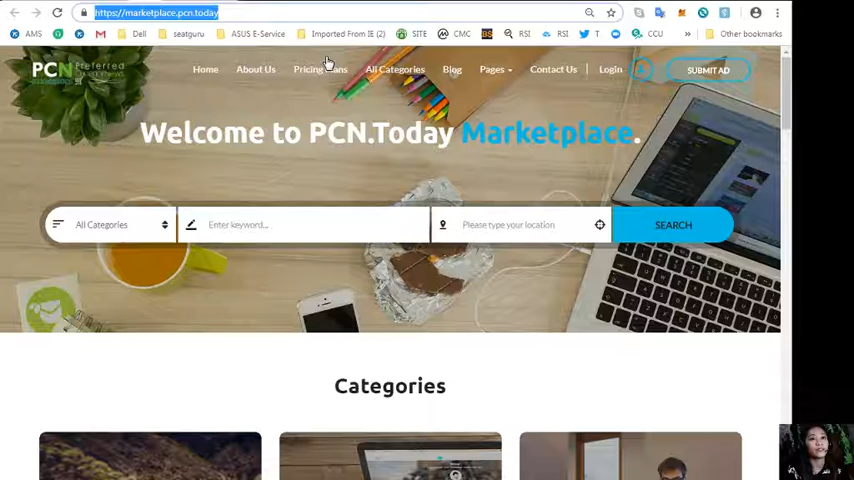 https://marketplace.pcn.today
AMS
Dell
seatguru
ASUS E-Service
Imported From IE (2)
SITE
CMC
BS
RSI
RSI
T
CCU
»
Other bookmarks
PCN Preferred
Home
About Us
Pricing Plans
All Categories
Blog
Pages
Contact Us
Login
SUBMIT AD
Welcome to PCN.Today Marketplace.
All Categories
Enter keyword...
Please type your location
SEARCH
Categories